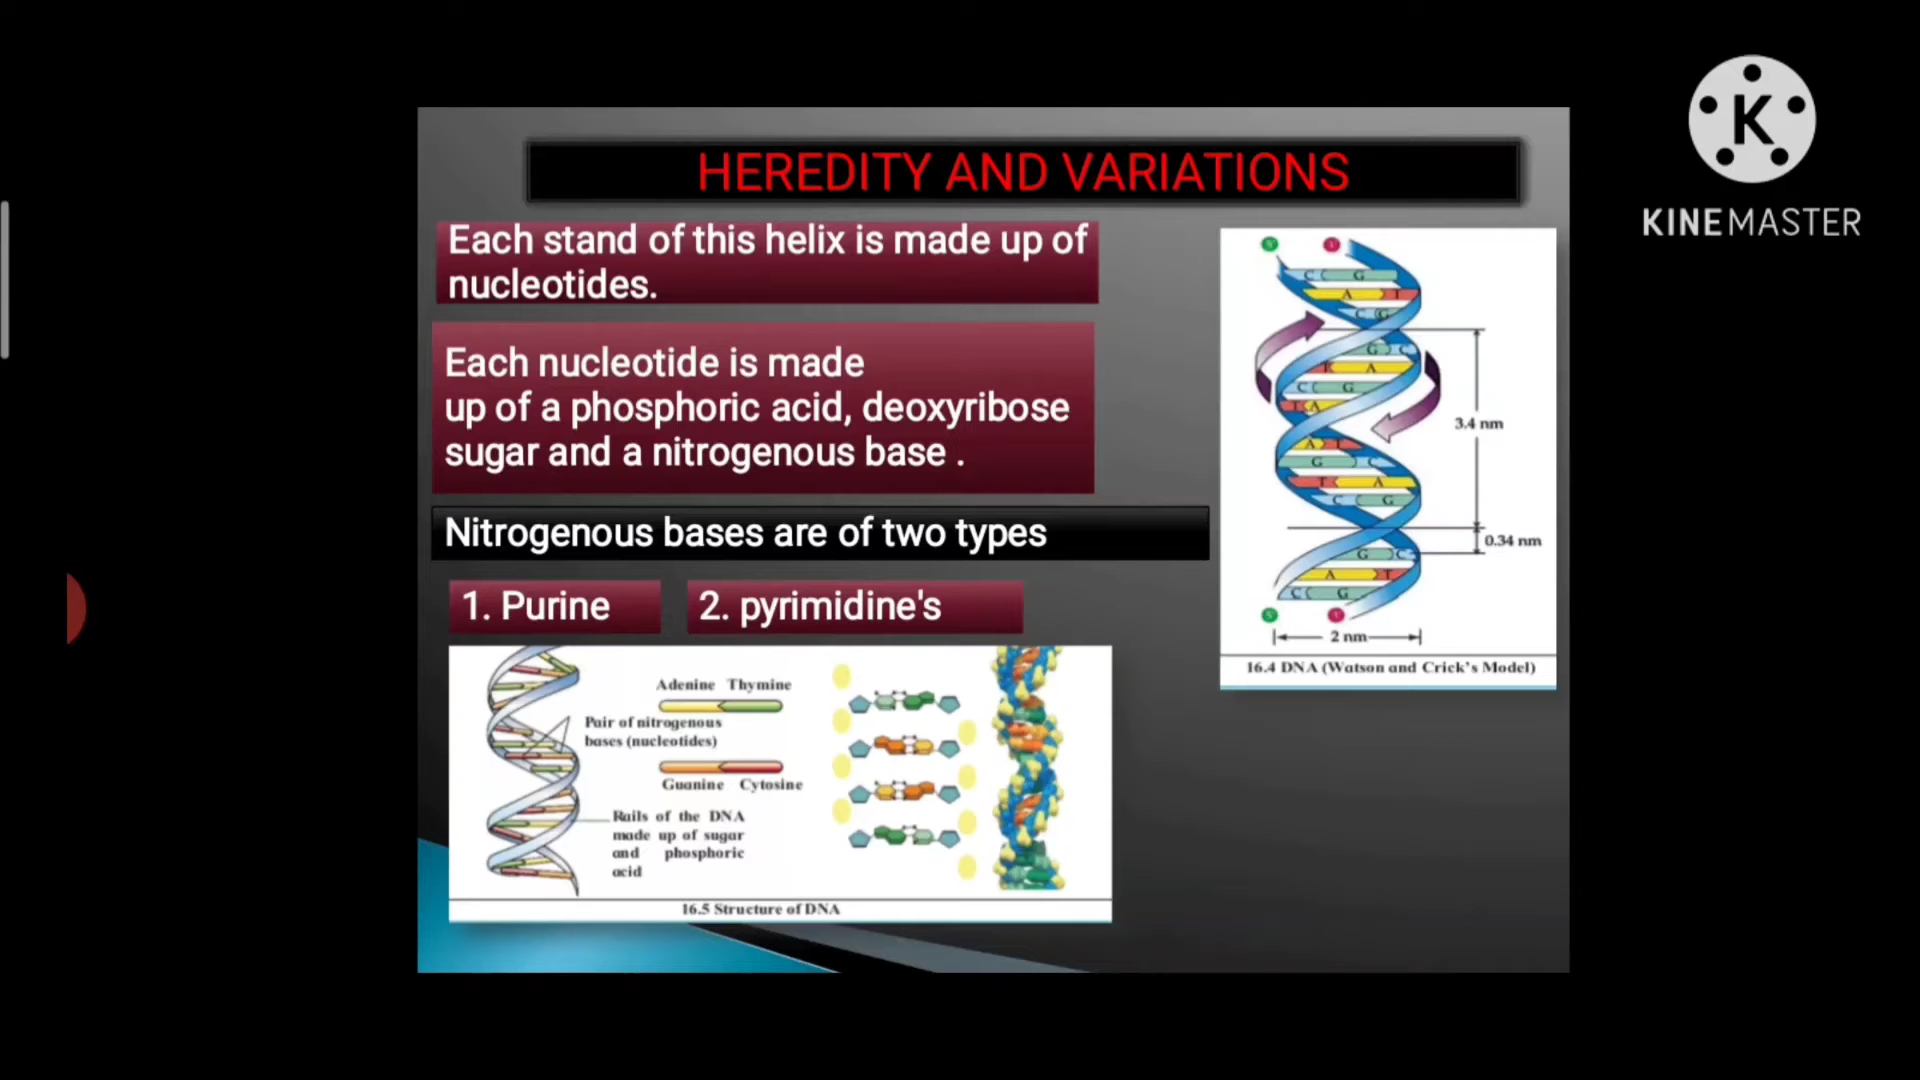 HEREDITY AND VARIATIONS
K
KINEMASTER
Each stand of this helix is made up of
nucleotides.
Each nucleotide is made
up of a phosphoric acid, deoxyribose
sugar and a nitrogenous base .
Nitrogenous bases are of two types
1. Purine
2. pyrimidine's
C G
A T
C G
G C
T A
C G
T A
A T
G C
T A
C G
G C
A T
C G
3.4 nm
0.34 nm
2 nm
16.4 DNA (Watson and Crick's Model)
Adenine Thymine
Pair of nitrogenous
bases (nucleotides)
Guanine Cytosine
Rails of the DNA
made up of sugar
and phosphoric
acid
16.5 Structure of DNA